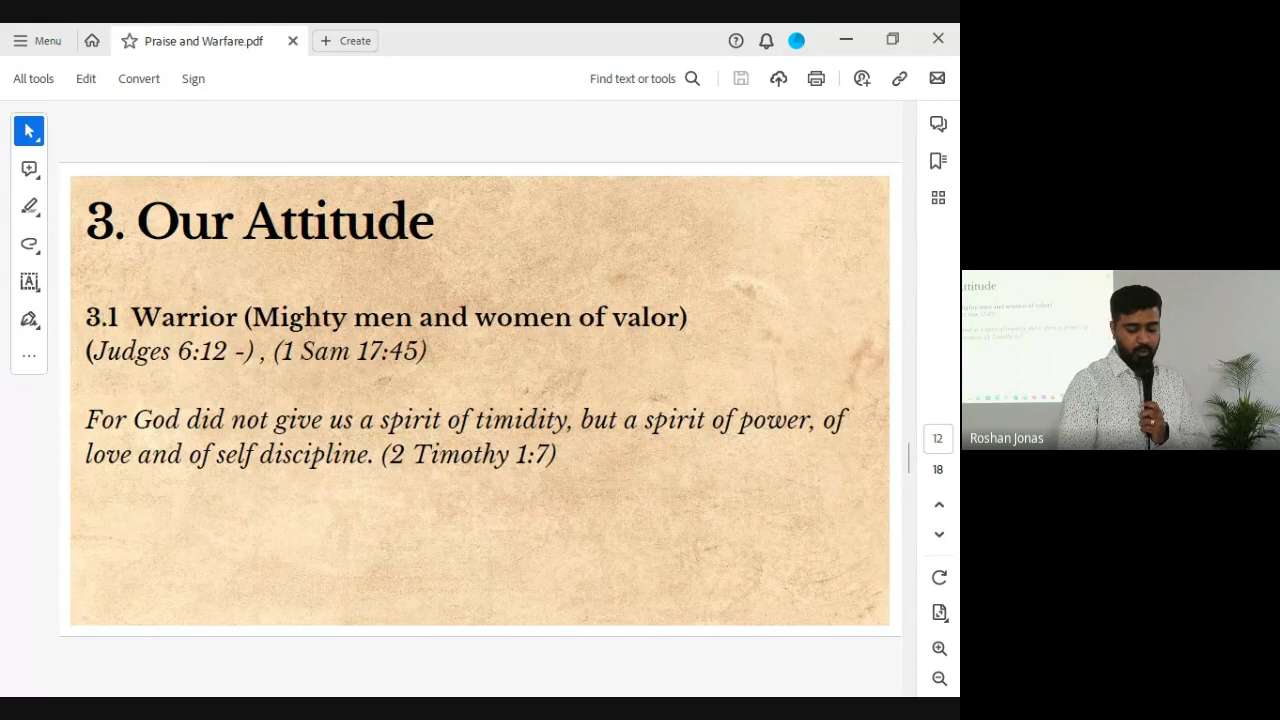 Menu
Praise and Warfare.pdf
Create
All tools
Edit
Convert
Sign
Find text or tools
3. Our Attitude
3.1 Warrior (Mighty men and women of valor)
(Judges 6:12 -) , (1 Sam 17:45)
For God did not give us a spirit of timidity, but a spirit of power, of
love and of self discipline. (2 Timothy 1:7)
12
18
Roshan Jonas